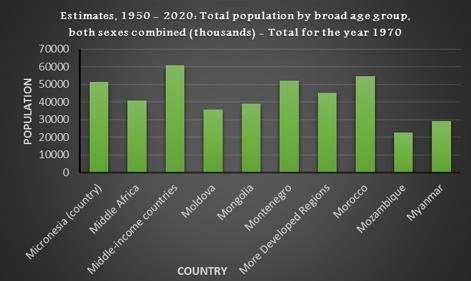 Estimates, 1950 – 2020: Total population by broad age group,
both sexes combined (thousands) – Total for the year 1970
POPULATION
70000
60000
50000
40000
30000
20000
10000
0
Micronesia (country)
Middle Africa
Middle-income countries
Moldova
Mongolia
Montenegro
More Developed Regions
Morocco
Mozambique
Myanmar
COUNTRY